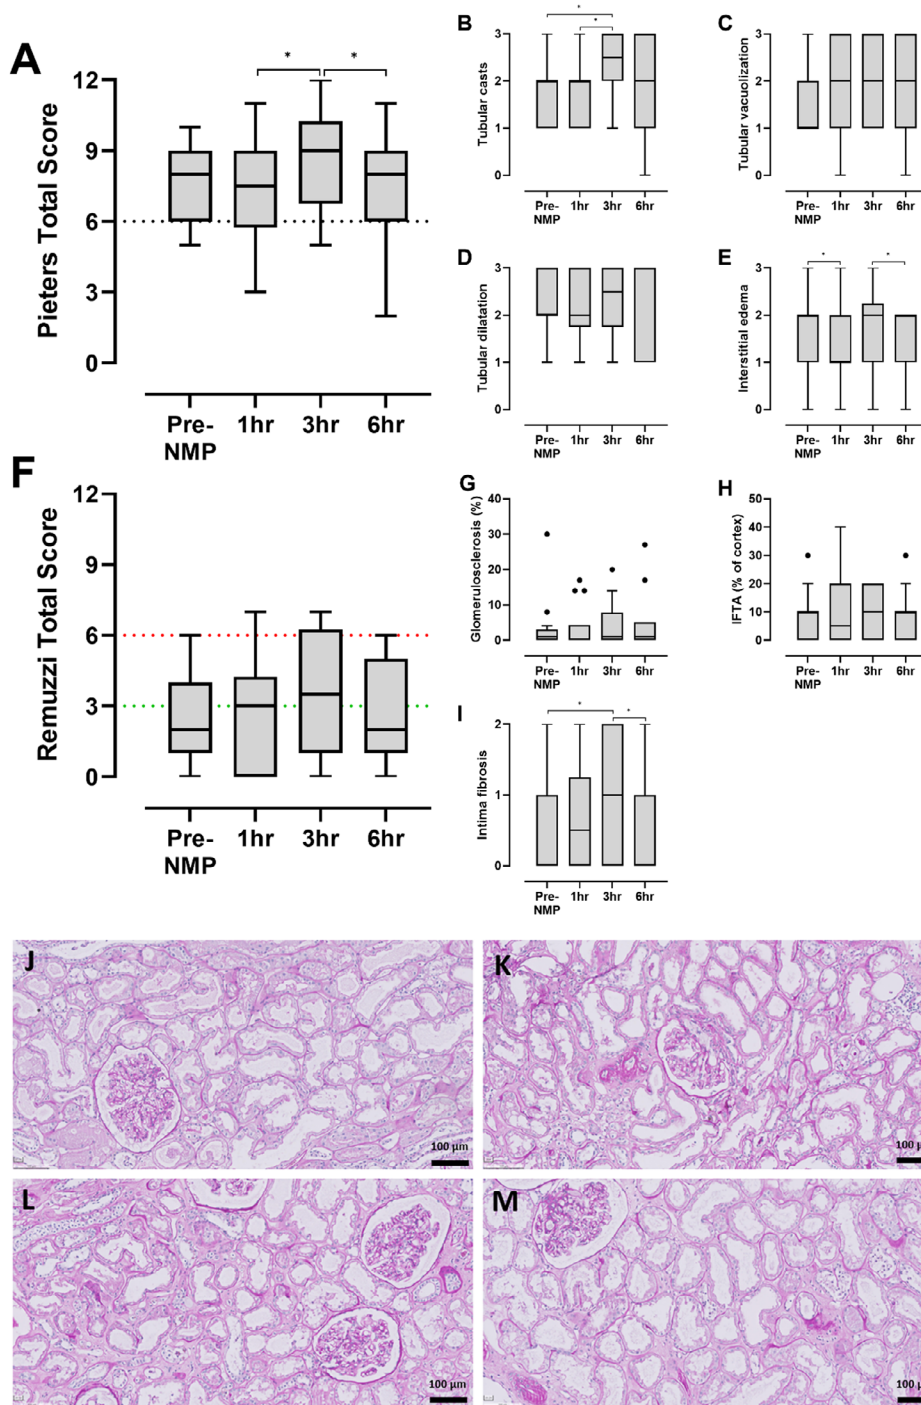 A
Pieters Total Score
12
9
6
3
0
*
*
Pre-
NMP
1hr
3hr
6hr
B
Tubular casts
3
2
1
0
*
*
Pre-
NMP
1hr
3hr
6hr
C
Tubular vacuolization
3
2
1
0
Pre-
NMP
1hr
3hr
6hr
D
Tubular dilatation
3
2
1
0
Pre-
NMP
1hr
3hr
6hr
E
Interstitial edema
3
2
1
0
*
*
Pre-
NMP
1hr
3hr
6hr
F
Remuzzi Total Score
12
9
6
3
0
Pre-
NMP
1hr
3hr
6hr
G
Glomerulosclerosis (%)
40
30
20
10
0
Pre-
NMP
1hr
3hr
6hr
H
IFTA (% of cortex)
50
40
30
20
10
0
Pre-
NMP
1hr
3hr
6hr
I
Intima fibrosis
2
1
0
*
*
Pre-
NMP
1hr
3hr
6hr
J
100 µm
K
100 µm
L
100 µm
M
100 µm